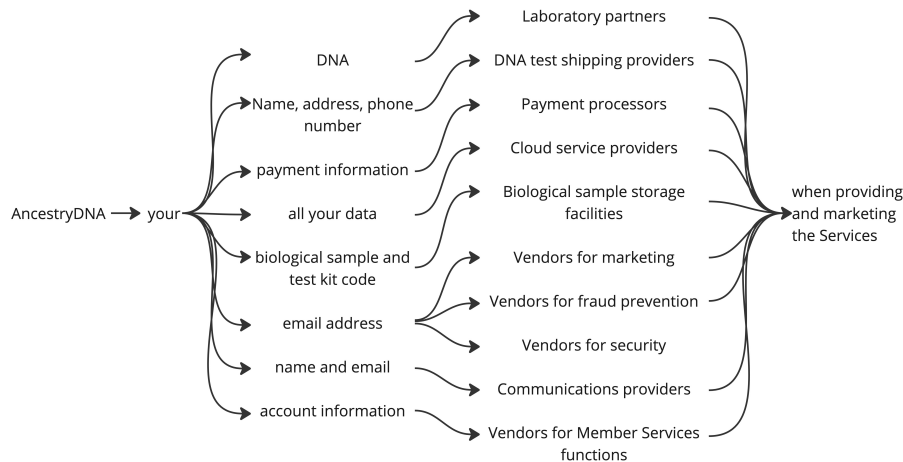 AncestryDNA
your
DNA
Name, address, phone
number
payment information
all your data
biological sample and
test kit code
email address
name and email
account information
Laboratory partners
DNA test shipping providers
Payment processors
Cloud service providers
Biological sample storage
facilities
Vendors for marketing
Vendors for fraud prevention
Vendors for security
Communications providers
Vendors for Member Services
functions
when providing
and marketing
the Services